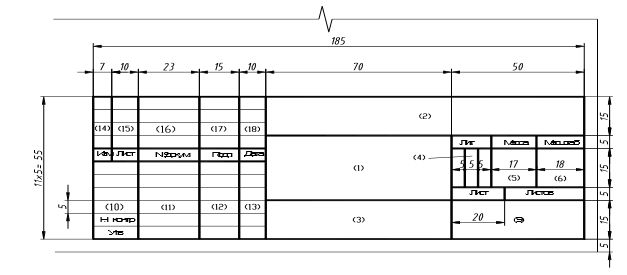 185
7 10 23 15 10 70 50
(2)
15
(14) (15) (16) (17) (18)
5
Изм Лист № докум Подп Дата
Лит Масса Масштаб
(4)
5 5 5 17 18
15
(1)
(5) (6)
11x5= 55
Лист Листов
5
5
(10) (11) (12) (13)
Н контр
(3)
20
15
Утв
5